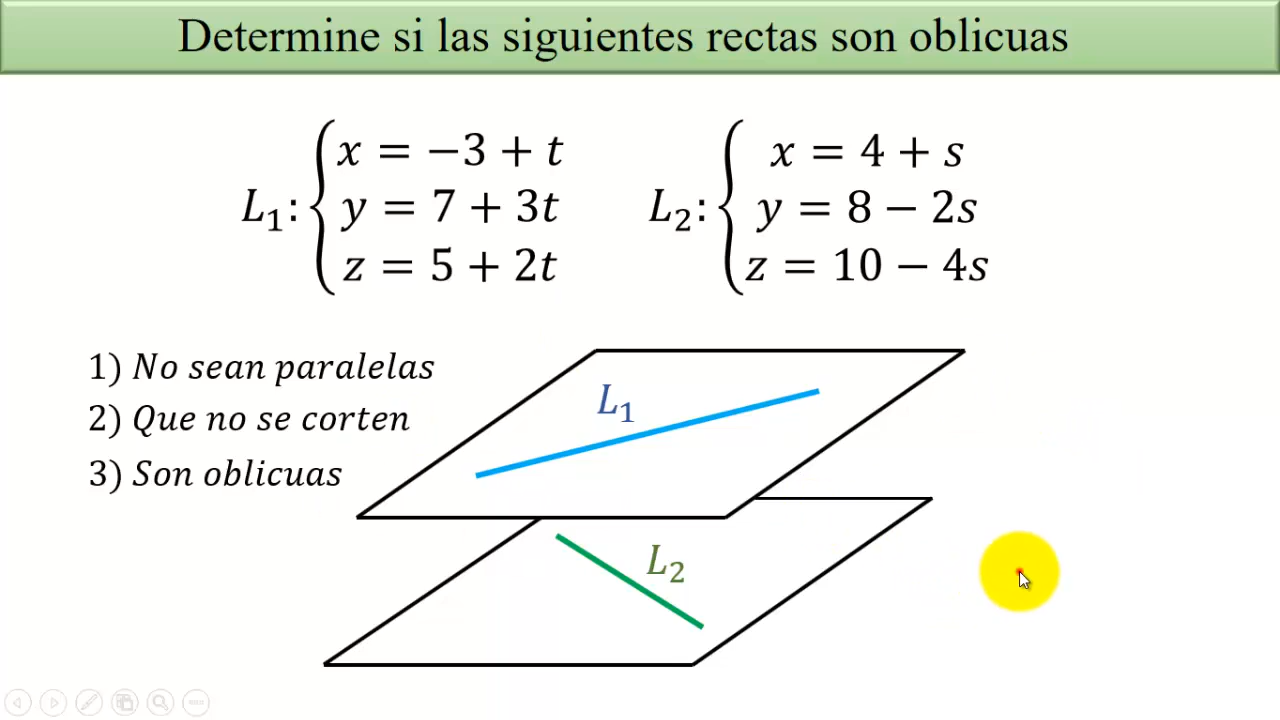 Determine si las siguientes rectas son oblicuas
L₁: { x = −3 + t
y = 7 + 3t
z = 5 + 2t
L₂: { x = 4 + s
y = 8 − 2s
z = 10 − 4s
1) No sean paralelas
2) Que no se corten
3) Son oblicuas
L₁
L₂